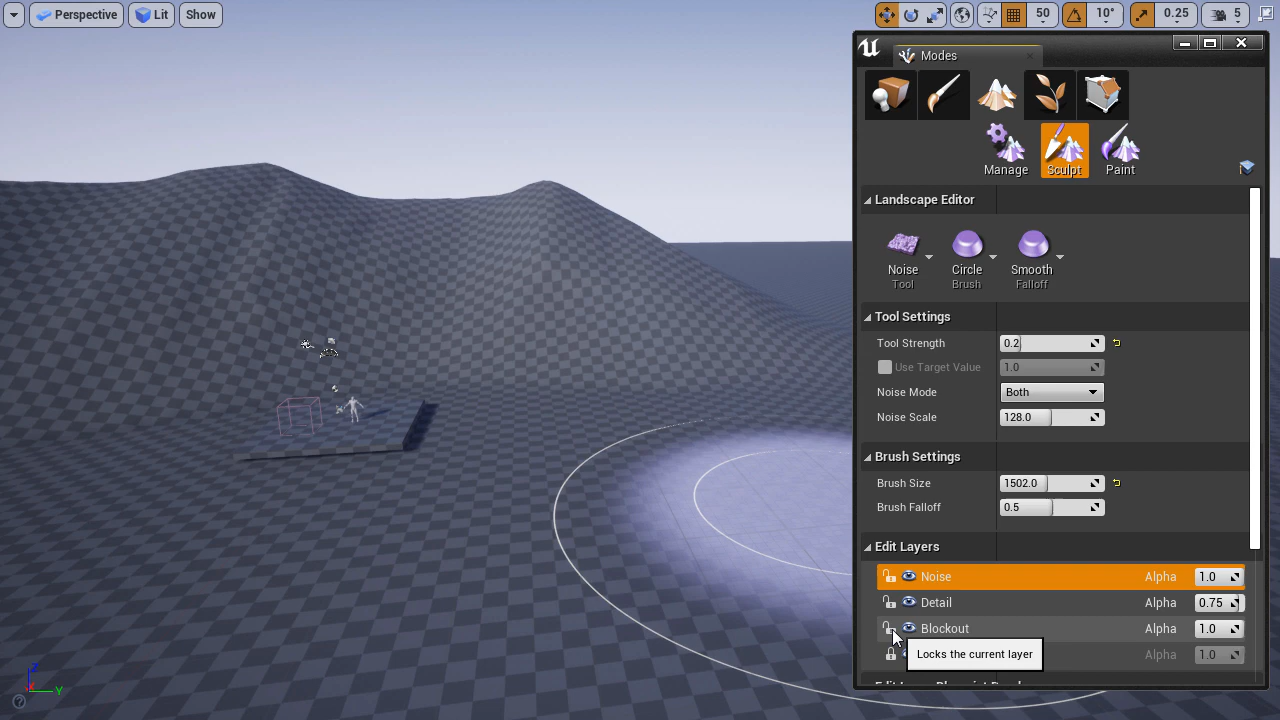 Perspective Lit Show 50 10° 0.25 5
Modes
Manage Sculpt Paint
Landscape Editor
Noise Circle Smooth
Tool Brush Falloff
Tool Settings
Tool Strength 0.2
Use Target Value 1.0
Noise Mode Both
Noise Scale 128.0
Brush Settings
Brush Size 1502.0
Brush Falloff 0.5
Edit Layers
Noise Alpha 1.0
Detail Alpha 0.75
Blockout Alpha 1.0
Locks the current layer Alpha 1.0
Z
X Y